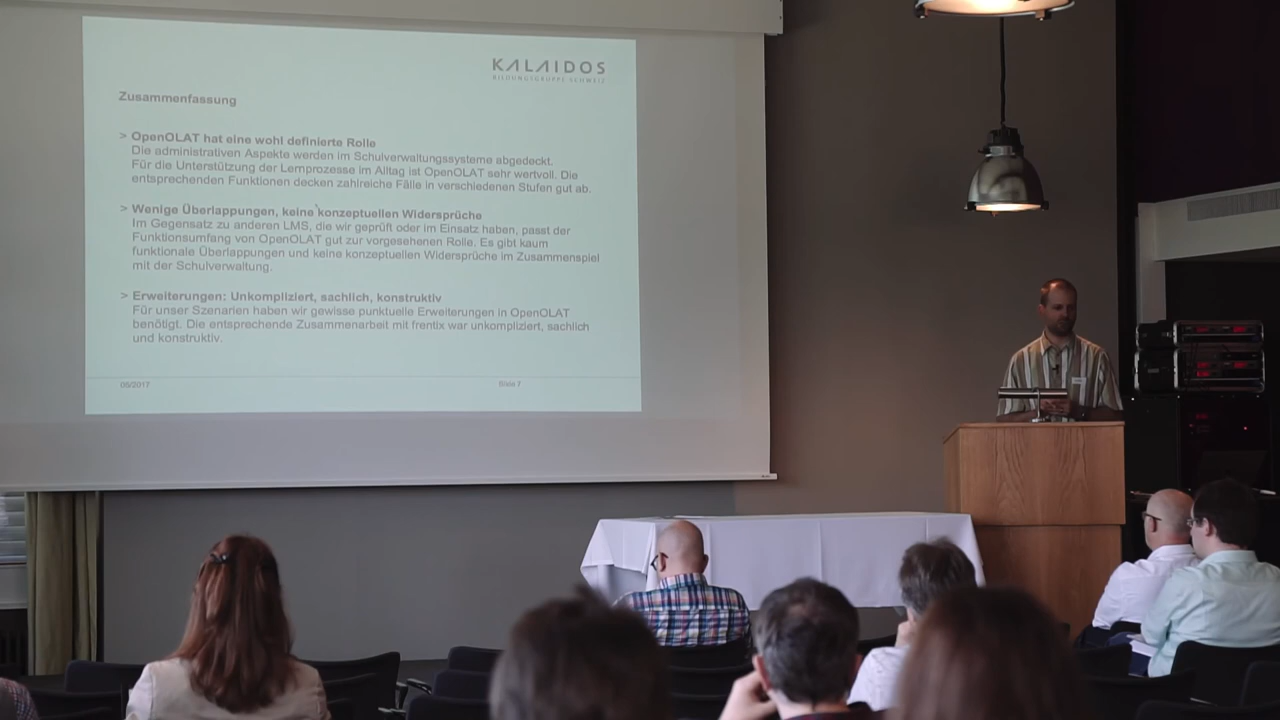 KALAIDOS
BILDUNGSGRUPPE SCHWEIZ
Zusammenfassung
> OpenOLAT hat eine wohl definierte Rolle
Die administrativen Aspekte werden im Schulverwaltungssysteme abgedeckt.
Für die Unterstützung der Lernprozesse im Alltag ist OpenOLAT sehr wertvoll. Die
entsprechenden Funktionen decken zahlreiche Fälle in verschiedenen Stufen gut ab.
> Wenige Überlappungen, keine konzeptuellen Widersprüche
Im Gegensatz zu anderen LMS, die wir geprüft oder im Einsatz haben, passt der
Funktionsumfang von OpenOLAT gut zur vorgesehenen Rolle. Es gibt kaum
funktionale Überlappungen und keine konzeptuellen Widersprüche im Zusammenspiel
mit der Schulverwaltung.
> Erweiterungen: Unkompliziert, sachlich, konstruktiv
Für unser Szenarien haben wir gewisse punktuelle Erweiterungen in OpenOLAT
benötigt. Die entsprechende Zusammenarbeit mit frentix war unkompliziert, sachlich
und konstruktiv.
06/2017
Slide 7